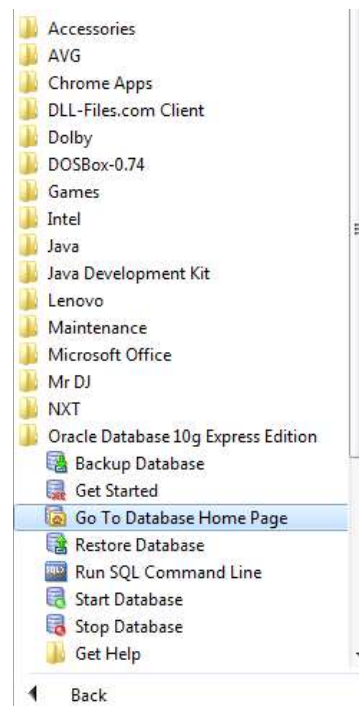 Accessories
AVG
Chrome Apps
DLL-Files.com Client
Dolby
DOSBox-0.74
Games
Intel
Java
Java Development Kit
Lenovo
Maintenance
Microsoft Office
Mr DJ
NXT
Oracle Database 10g Express Edition
Backup Database
Get Started
Go To Database Home Page
Restore Database
Run SQL Command Line
Start Database
Stop Database
Get Help
Back